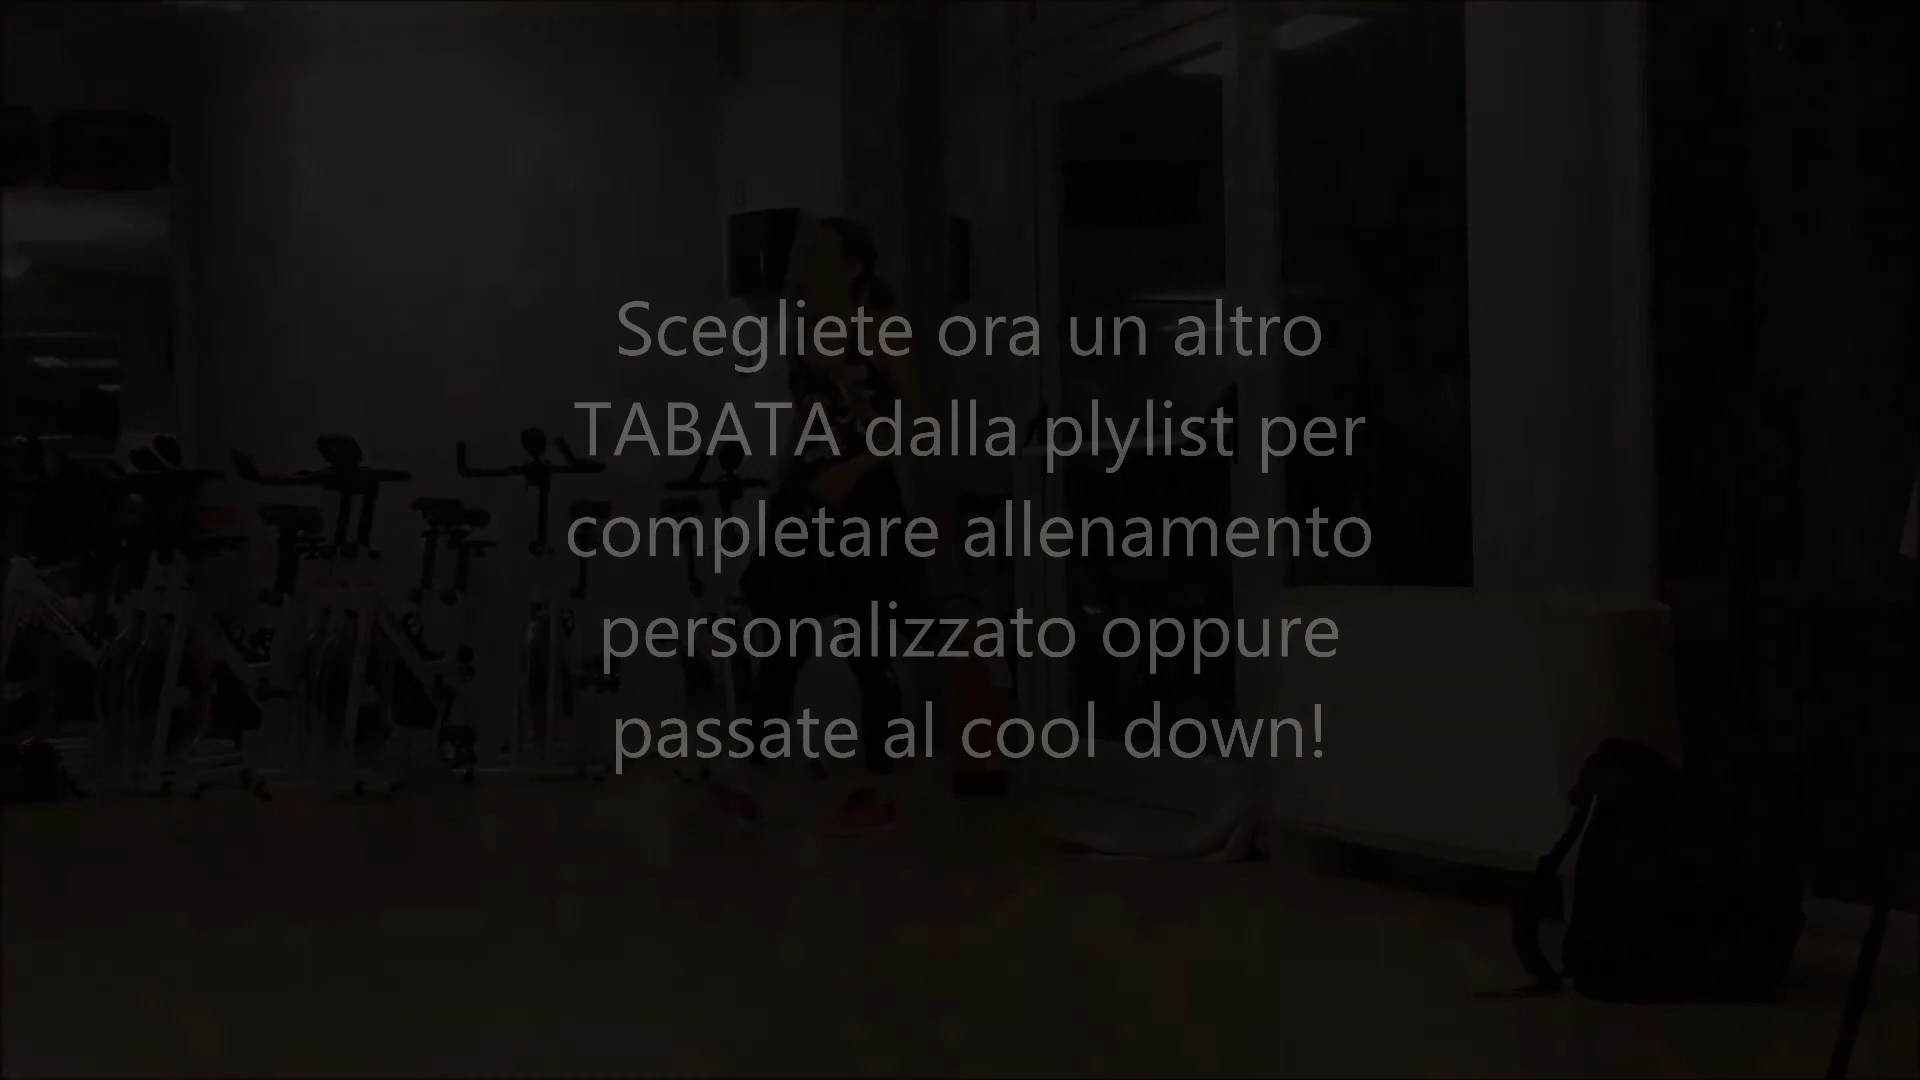 Scegliete ora un altro
TABATA dalla plylist per
completare allenamento
personalizzato oppure
passate al cool down!